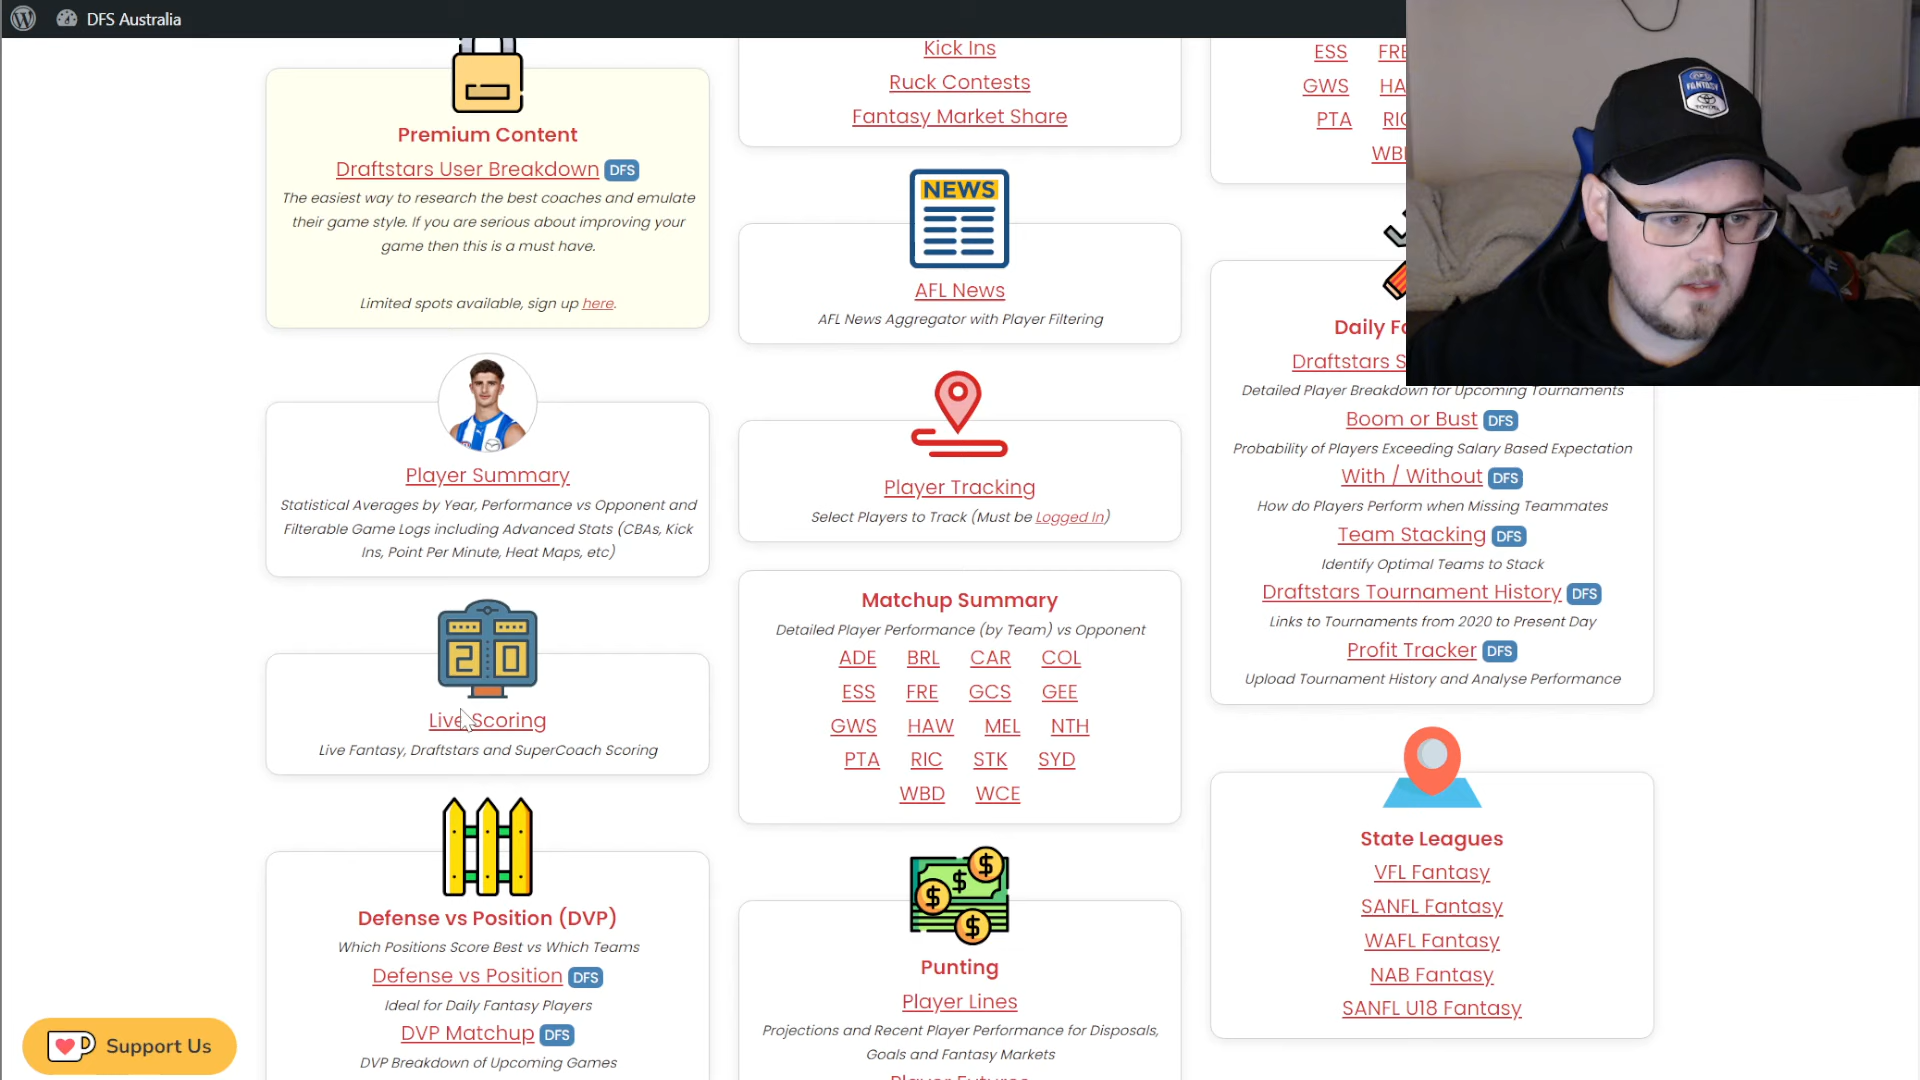 DFS Australia
Premium Content
Draftstars User Breakdown DFS
The easiest way to research the best coaches and emulate
their game style. If you are serious about improving your
game then this is a must have.
Limited spots available, sign up here.
Player Summary
Statistical Averages by Year, Performance vs Opponent and
Filterable Game Logs including Advanced Stats (CBAs, Kick
Ins, Point Per Minute, Heat Maps, etc)
20
Live Scoring
Live Fantasy, Draftstars and SuperCoach Scoring
Defense vs Position (DVP)
Which Positions Score Best vs Which Teams
Defense vs Position DFS
Ideal for Daily Fantasy Players
DVP Matchup DFS
DVP Breakdown of Upcoming Games
Support Us
Kick Ins
Ruck Contests
Fantasy Market Share
NEWS
AFL News
AFL News Aggregator with Player Filtering
Player Tracking
Select Players to Track (Must be Logged In)
Matchup Summary
Detailed Player Performance (by Team) vs Opponent
ADE BRL CAR COL
ESS FRE GCS GEE
GWS HAW MEL NTH
PTA RIC STK SYD
WBD WCE
Punting
Player Lines
Projections and Recent Player Performance for Disposals,
Goals and Fantasy Markets
Player Futures
ESS FRE
GWS HA
PTA RIC
WB
Daily Fa
Draftstars S
Detailed Player Breakdown for Upcoming Tournaments
Boom or Bust DFS
Probability of Players Exceeding Salary Based Expectation
With / Without DFS
How do Players Perform when Missing Teammates
Team Stacking DFS
Identify Optimal Teams to Stack
Draftstars Tournament History DFS
Links to Tournaments from 2020 to Present Day
Profit Tracker DFS
Upload Tournament History and Analyse Performance
State Leagues
VFL Fantasy
SANFL Fantasy
WAFL Fantasy
NAB Fantasy
SANFL U18 Fantasy
FANTASY